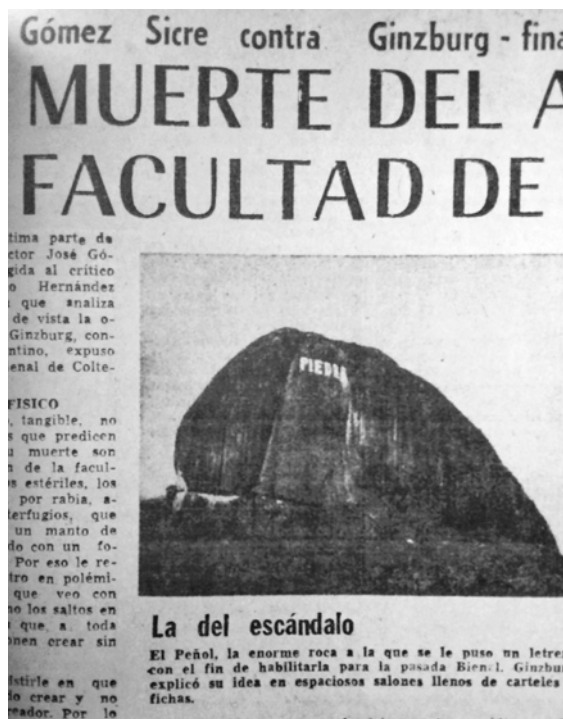 Gómez Sicre contra Ginzburg - fina
MUERTE DEL A
FACULTAD DE
tima parte de
ctor José Gó-
gida al crítico
o Hernández
que analiza
de vista la o-
Ginzburg, con-
ntino, expuso
enal de Colte-
FISICO
, tangible, no
s que predicen
u muerte son
n de la facul-
s estériles, los
por rabia, a-
terfugios, que
un manto de
do con un fo-
Por eso le re-
tro en polémi-
que veo con
no los saltos en
que, a. toda
onen crear sin
istirle en que
do crear y no
reador. Por lo
PIEDRA
La del escándalo
El Peñol, la enorme roca a la que se le puso un letre
con el fin de habilitarla para la pasada Bienal. Ginzbu
explicó su idea en espaciosos salones llenos de carteles
fichas.